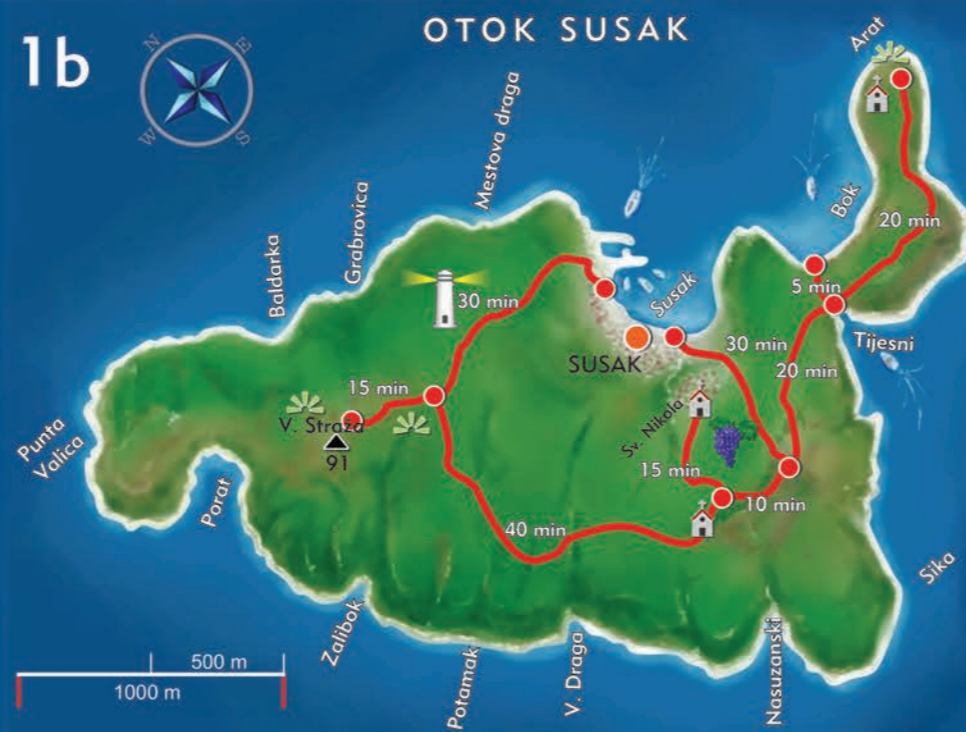 1b
OTOK SUSAK
N
E
W
S
Arat
Mestova draga
Grabrovica
Baldarka
Bok
20 min
5 min
30 min
Susak
SUSAK
30 min
Tijesni
20 min
15 min
V. Straža
91
Sv. Nikola
15 min
10 min
40 min
Punta
Valica
Porat
Zalibok
Potamak
V. Draga
Nasuzanski
Sika
500 m
1000 m